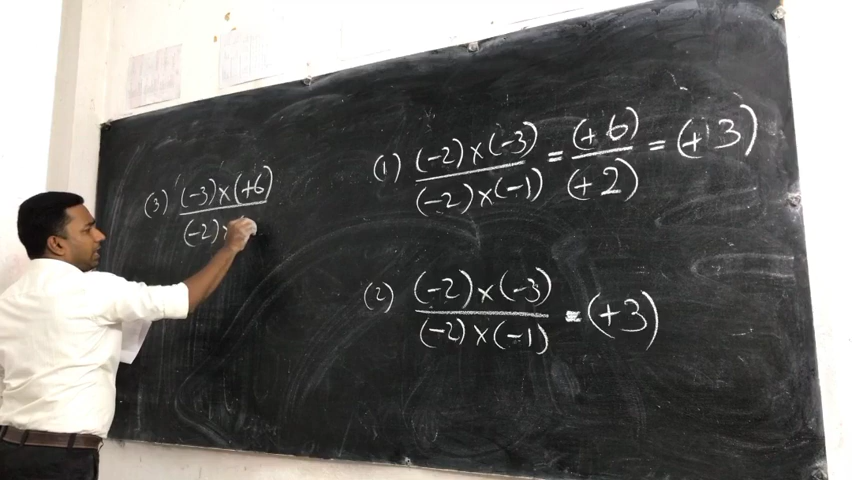 (1) (-2)×(-3)/(-2)×(-1) = (+6)/(+2) = (+3)
(2) (-2)×(-3)/(-2)×(-1) = (+3)
(3) (-3)×(+6)/(-2)